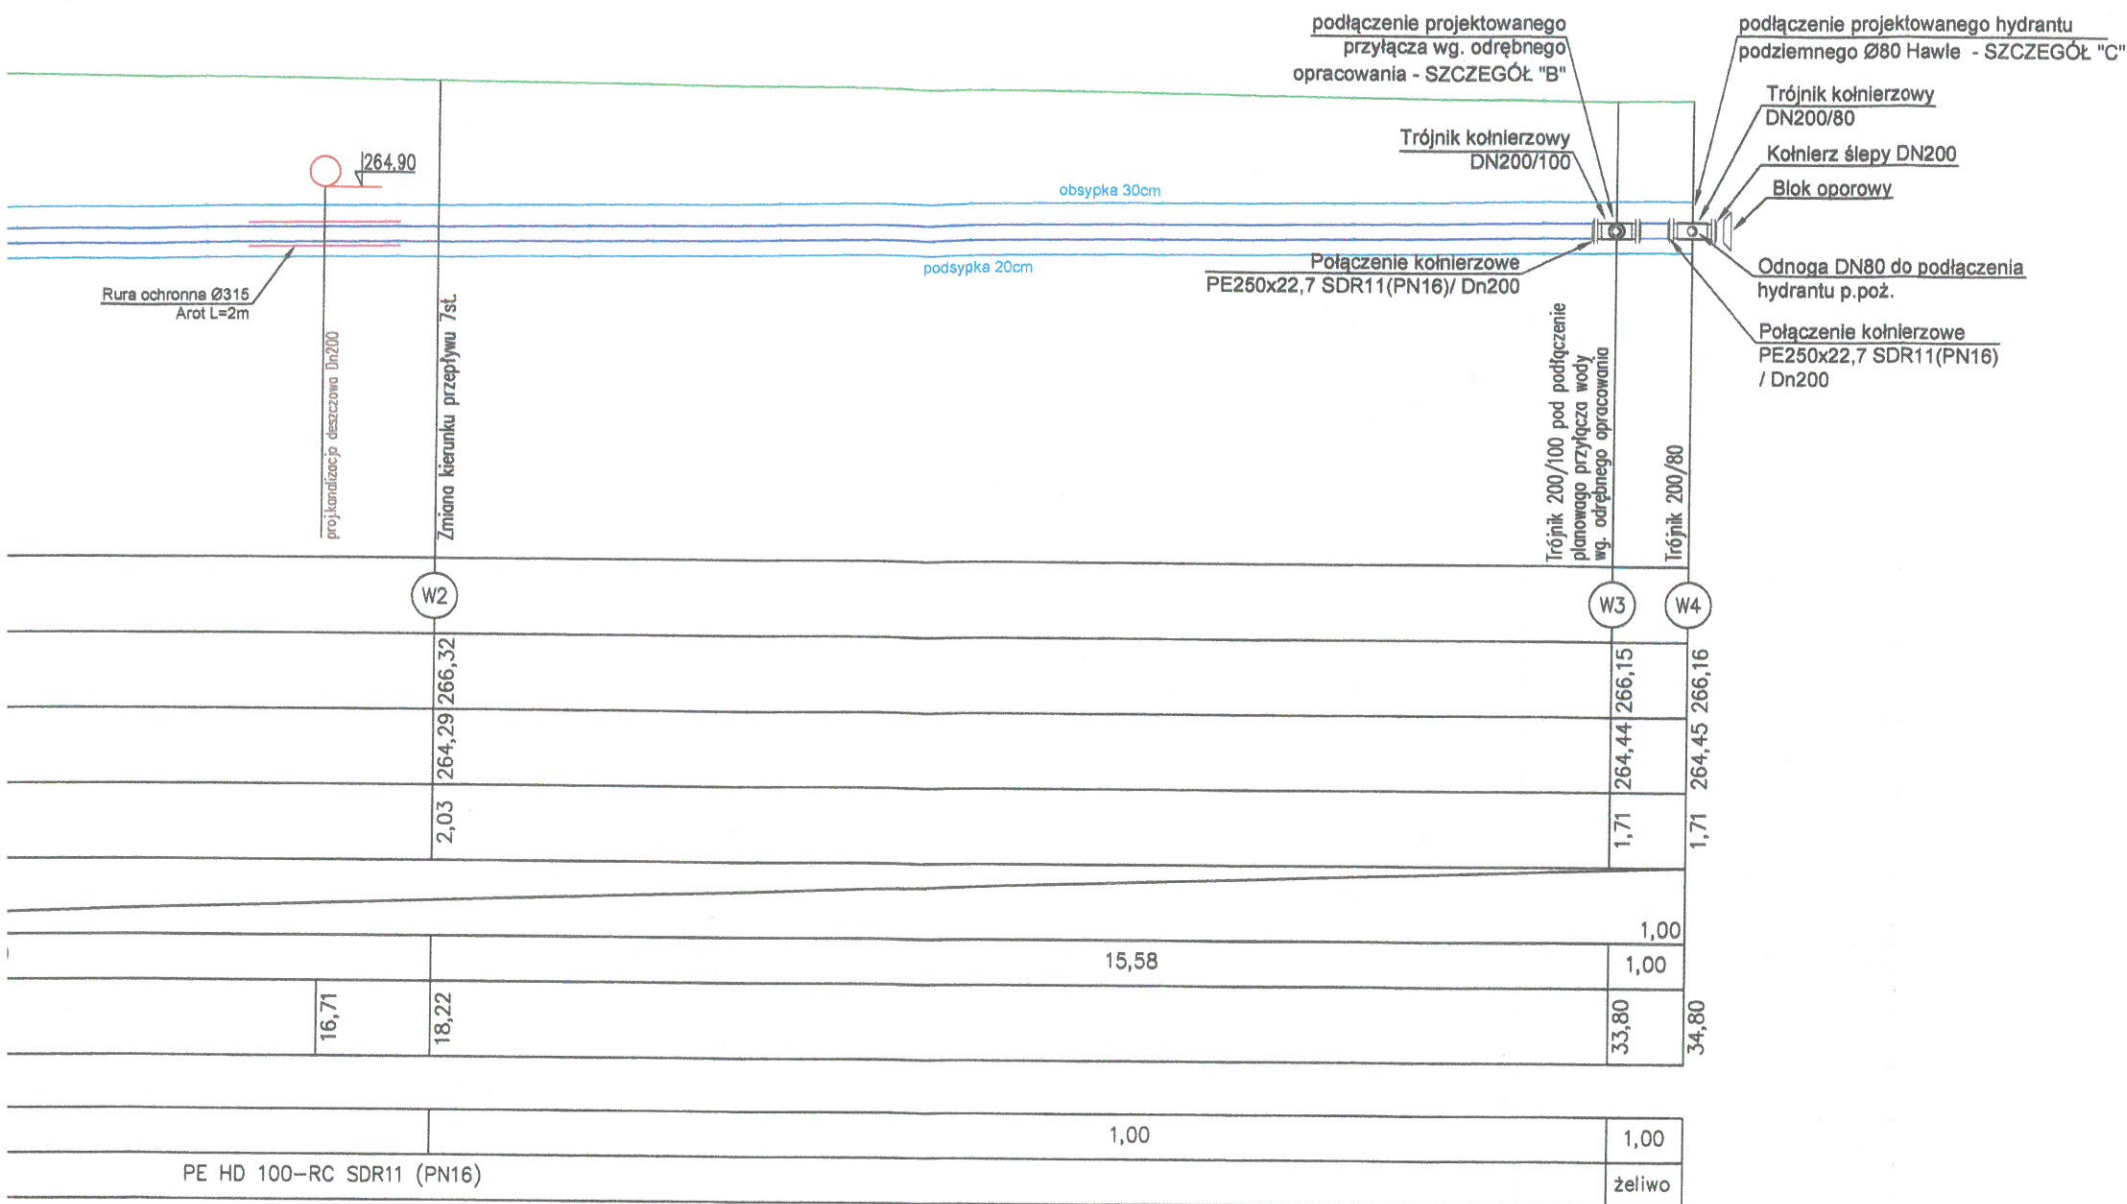 podłączenie projektowanego
przyłącza wg. odrębnego
opracowania - SZCZEGÓŁ "B"
podłączenie projektowanego hydrantu
podziemnego Ø80 Hawle - SZCZEGÓŁ "C"
Trójnik kołnierzowy
DN200/80
Trójnik kołnierzowy
DN200/100
Kołnierz ślepy DN200
Blok oporowy
264,90
obsypka 30cm
podsypka 20cm
Połączenie kołnierzowe
PE250x22,7 SDR11(PN16)/ Dn200
Odnoga DN80 do podłączenia
hydrantu p.poż.
Połączenie kołnierzowe
PE250x22,7 SDR11(PN16)
/ Dn200
Rura ochronna Ø315
Arot L=2m
proj.kanalizacja deszczowa Dn200
Zmiana kierunku przepływu 7st.
Trójnik 200/100 pod podłączenie
planowago przyłącza wody
wg. odrębnego opracowania
Trójnik 200/80
W2
W3
W4
266,32
266,15
266,16
264,29
264,44
264,45
2,03
1,71
1,71
1,00
15,58
1,00
16,71
18,22
33,80
34,80
1,00
1,00
PE HD 100-RC SDR11 (PN16)
żeliwo